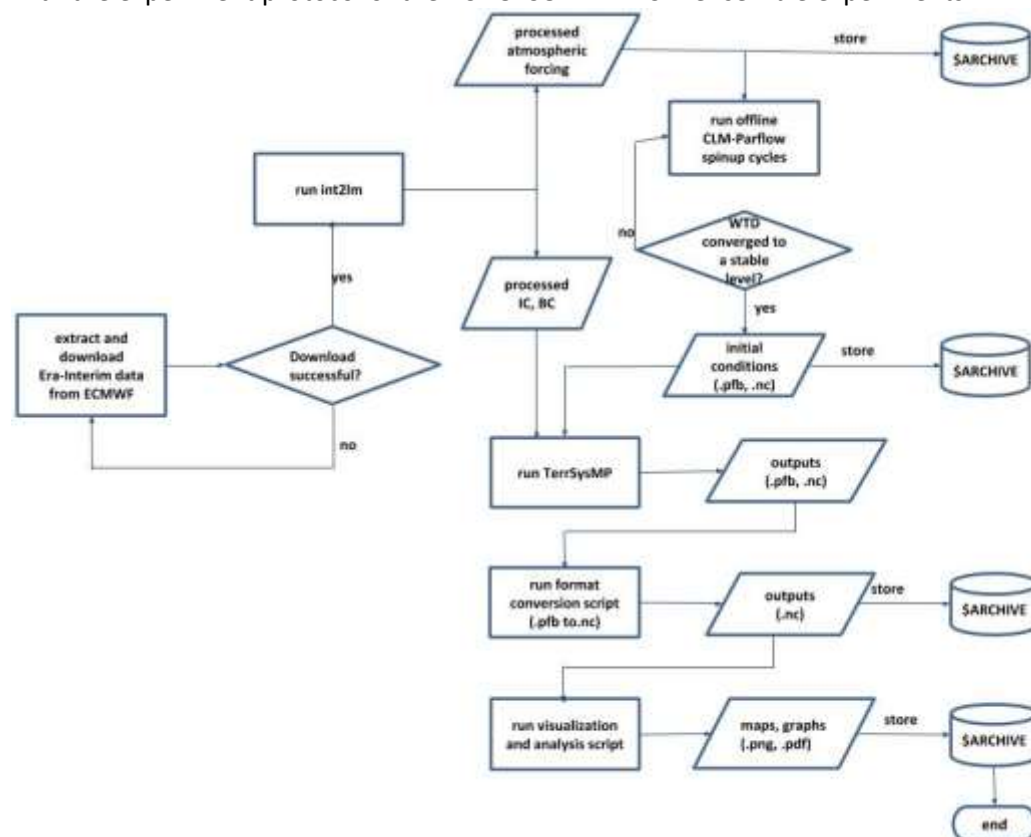 processed
atmospheric
forcing
store
$ARCHIVE
run offline
CLM-Parflow
spinup cycles
run int2lm
no
WTD
converged to
a stable
level?
yes
processed
IC, BC
yes
extract and
download
Era-Interim data
from ECMWF
Download
successful?
initial
conditions
(.pfb, .nc)
store
$ARCHIVE
no
run TerrSysMP
outputs
(.pfb, .nc)
run format
conversion script
(.pfb to.nc)
outputs
(.nc)
store
$ARCHIVE
run visualization
and analysis script
maps, graphs
(.png, .pdf)
store
$ARCHIVE
end